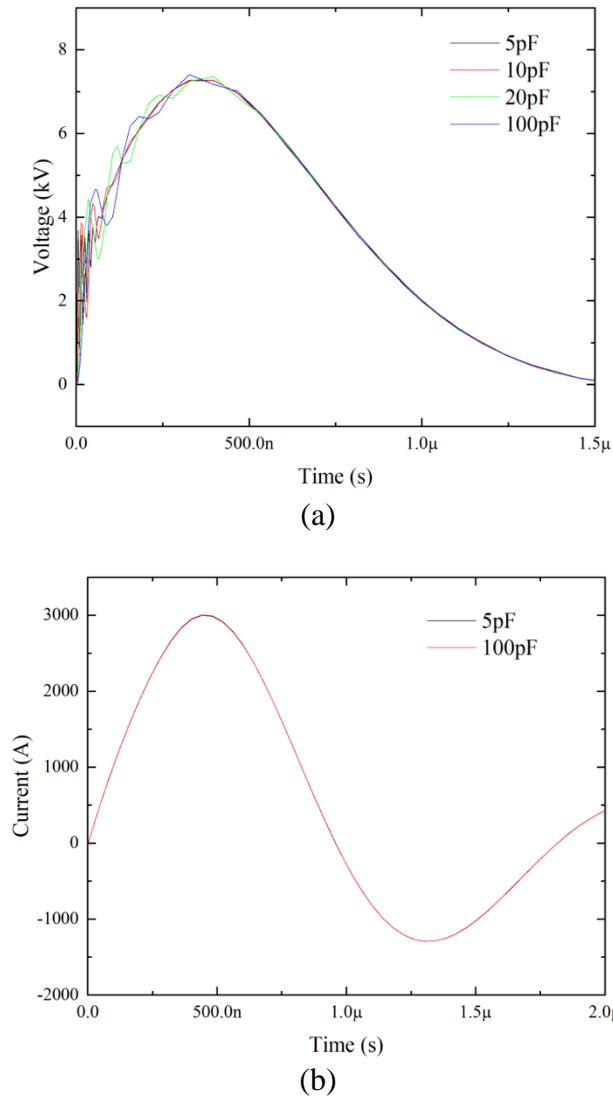 8
6
4
2
0
Voltage (kV)
5pF
10pF
20pF
100pF
0.0
500.0n
1.0µ
1.5µ
Time (s)
(a)
3000
2000
1000
0
-1000
-2000
Current (A)
5pF
100pF
0.0
500.0n
1.0µ
1.5µ
2.0µ
Time (s)
(b)